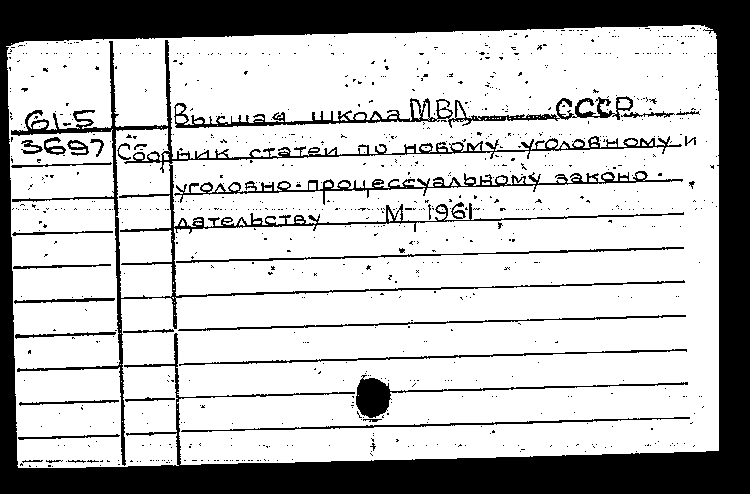 61-5 Высшая школа МВД СССР
3697 Сборник статей по новому уголовному и
уголовно-процессуальному законо-
дательству М, 1961